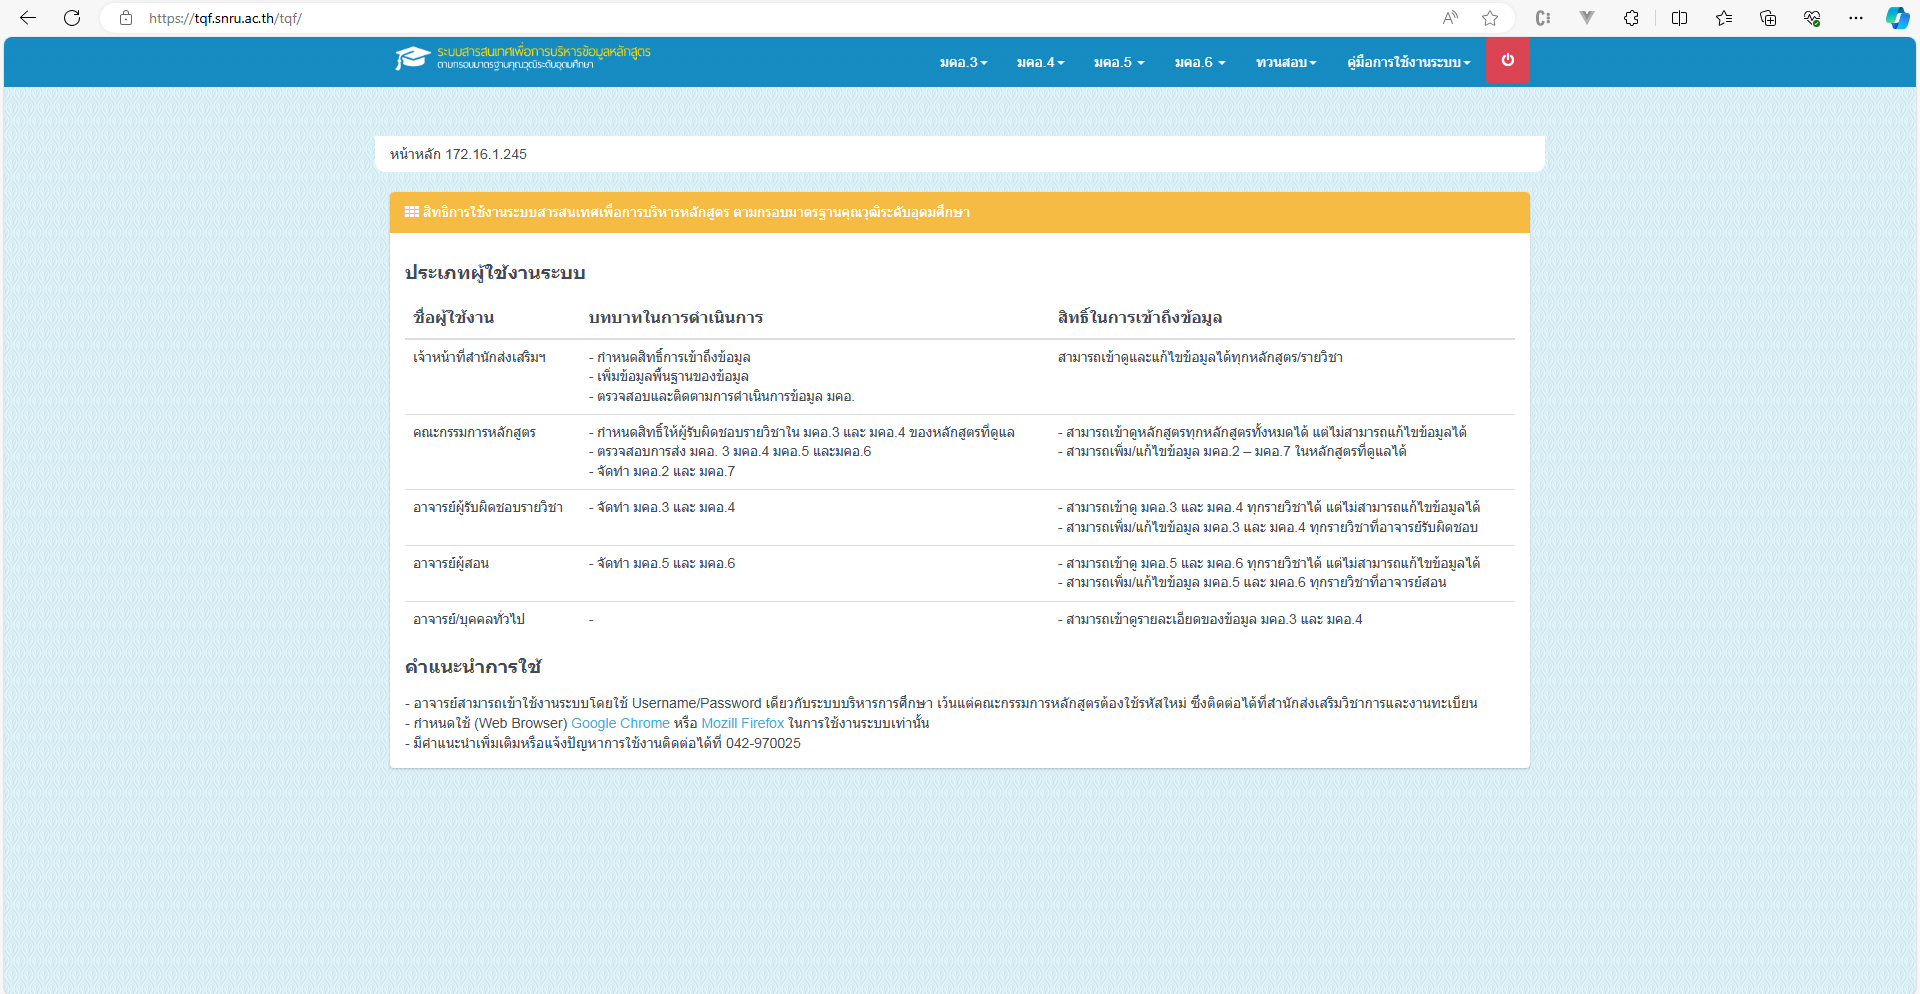 https://tqf.snru.ac.th/tqf/
ระบบสารสนเทศเพื่อการบริหารข้อมูลหลักสูตร
ตามกรอบมาตรฐานคุณวุฒิระดับอุดมศึกษา
มคอ.3 มคอ.4 มคอ.5 มคอ.6 ทวนสอบ คู่มือการใช้งานระบบ
หน้าหลัก 172.16.1.245
สิทธิการใช้งานระบบสารสนเทศเพื่อการบริหารหลักสูตร ตามกรอบมาตรฐานคุณวุฒิระดับอุดมศึกษา
ประเภทผู้ใช้งานระบบ
ชื่อผู้ใช้งาน บทบาทในการดำเนินการ สิทธิ์ในการเข้าถึงข้อมูล
เจ้าหน้าที่สำนักส่งเสริมฯ - กำหนดสิทธิ์การเข้าถึงข้อมูล สามารถเข้าดูและแก้ไขข้อมูลได้ทุกหลักสูตร/รายวิชา
- เพิ่มข้อมูลพื้นฐานของข้อมูล
- ตรวจสอบและติดตามการดำเนินการข้อมูล มคอ.
คณะกรรมการหลักสูตร - กำหนดสิทธิ์ให้ผู้รับผิดชอบรายวิชาใน มคอ.3 และ มคอ.4 ของหลักสูตรที่ดูแล - สามารถเข้าดูหลักสูตรทุกหลักสูตรทั้งหมดได้ แต่ไม่สามารถแก้ไขข้อมูลได้
- ตรวจสอบการส่ง มคอ. 3 มคอ.4 มคอ.5 และมคอ.6 - สามารถเพิ่ม/แก้ไขข้อมูล มคอ.2 – มคอ.7 ในหลักสูตรที่ดูแลได้
- จัดทำ มคอ.2 และ มคอ.7
อาจารย์ผู้รับผิดชอบรายวิชา - จัดทำ มคอ.3 และ มคอ.4 - สามารถเข้าดู มคอ.3 และ มคอ.4 ทุกรายวิชาได้ แต่ไม่สามารถแก้ไขข้อมูลได้
- สามารถเพิ่ม/แก้ไขข้อมูล มคอ.3 และ มคอ.4 ทุกรายวิชาที่อาจารย์รับผิดชอบ
อาจารย์ผู้สอน - จัดทำ มคอ.5 และ มคอ.6 - สามารถเข้าดู มคอ.5 และ มคอ.6 ทุกรายวิชาได้ แต่ไม่สามารถแก้ไขข้อมูลได้
- สามารถเพิ่ม/แก้ไขข้อมูล มคอ.5 และ มคอ.6 ทุกรายวิชาที่อาจารย์สอน
อาจารย์/บุคคลทั่วไป - - สามารถเข้าดูรายละเอียดของข้อมูล มคอ.3 และ มคอ.4
คำแนะนำการใช้
- อาจารย์สามารถเข้าใช้งานระบบโดยใช้ Username/Password เดียวกับระบบบริหารการศึกษา เว้นแต่คณะกรรมการหลักสูตรต้องใช้รหัสใหม่ ซึ่งติดต่อได้ที่สำนักส่งเสริมวิชาการและงานทะเบียน
- กำหนดใช้ (Web Browser) Google Chrome หรือ Mozill Firefox ในการใช้งานระบบเท่านั้น
- มีคำแนะนำเพิ่มเติมหรือแจ้งปัญหาการใช้งานติดต่อได้ที่ 042-970025